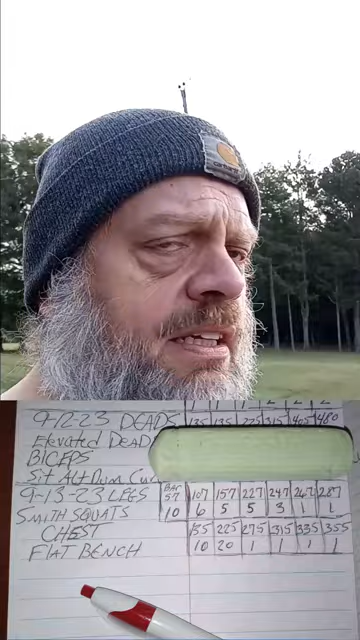 9-12-23 DEADS 135 135 225 315 405 480
Elevated DEAD
BICEPS
Sit Alt Dum Cu
9-13-23 LEGS BAR 57 107 157 227 247 267 287
SMITH SQUATS 10 6 5 5 3 1 1
CHEST 135 225 275 315 335 355
FLAT BENCH 10 20 1 1 1 1